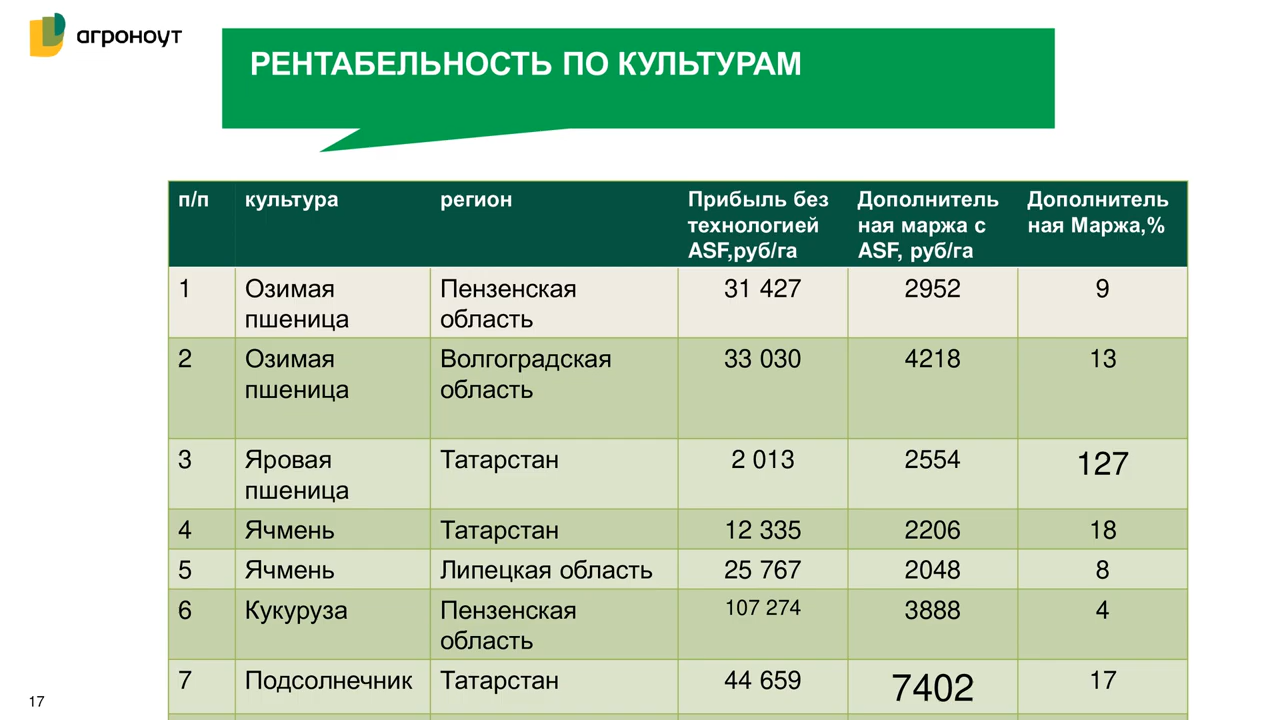 агроноут
РЕНТАБЕЛЬНОСТЬ ПО КУЛЬТУРАМ
п/п культура регион Прибыль без Дополнитель Дополнитель
технологией ная маржа с ная Маржа,%
ASF,руб/га ASF, руб/га
1 Озимая Пензенская 31 427 2952 9
пшеница область
2 Озимая Волгоградская 33 030 4218 13
пшеница область
3 Яровая Татарстан 2 013 2554 127
пшеница
4 Ячмень Татарстан 12 335 2206 18
5 Ячмень Липецкая область 25 767 2048 8
6 Кукуруза Пензенская 107 274 3888 4
область
7 Подсолнечник Татарстан 44 659 7402 17
17